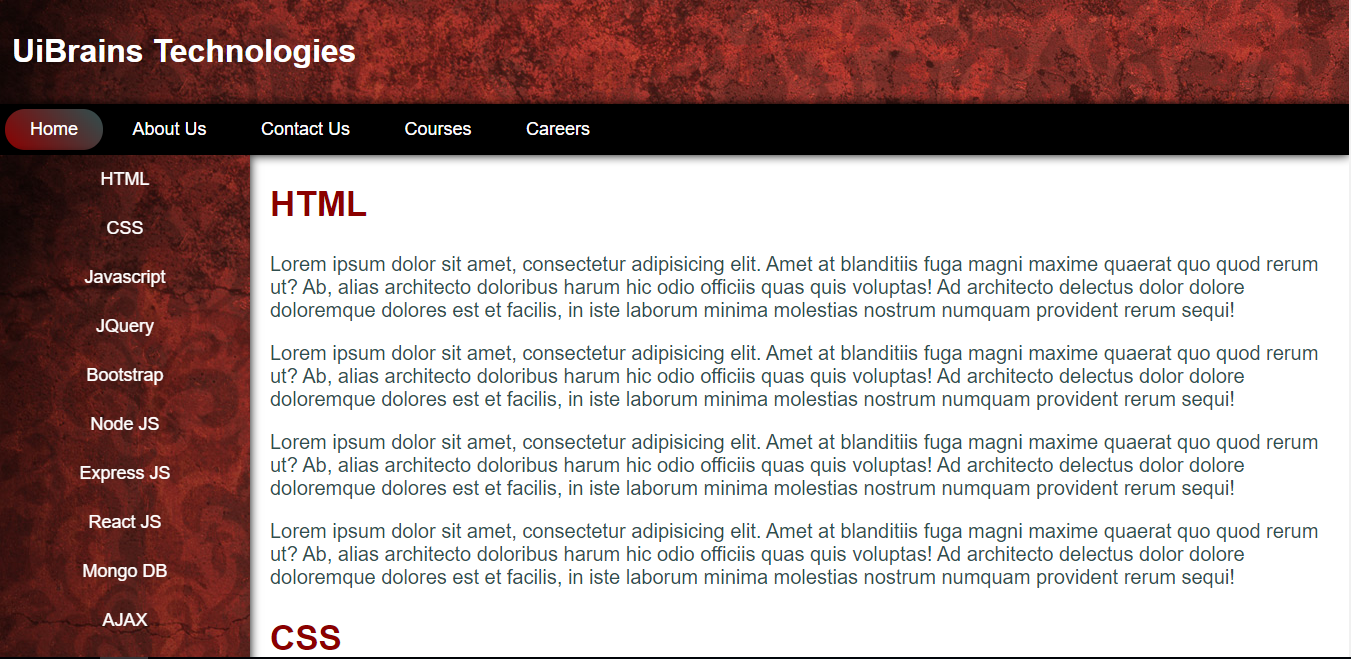 UiBrains Technologies
Home About Us Contact Us Courses Careers
HTML
CSS
Javascript
JQuery
Bootstrap
Node JS
Express JS
React JS
Mongo DB
AJAX
HTML
Lorem ipsum dolor sit amet, consectetur adipisicing elit. Amet at blanditiis fuga magni maxime quaerat quo quod rerum
ut? Ab, alias architecto doloribus harum hic odio officiis quas quis voluptas! Ad architecto delectus dolor dolore
doloremque dolores est et facilis, in iste laborum minima molestias nostrum numquam provident rerum sequi!
Lorem ipsum dolor sit amet, consectetur adipisicing elit. Amet at blanditiis fuga magni maxime quaerat quo quod rerum
ut? Ab, alias architecto doloribus harum hic odio officiis quas quis voluptas! Ad architecto delectus dolor dolore
doloremque dolores est et facilis, in iste laborum minima molestias nostrum numquam provident rerum sequi!
Lorem ipsum dolor sit amet, consectetur adipisicing elit. Amet at blanditiis fuga magni maxime quaerat quo quod rerum
ut? Ab, alias architecto doloribus harum hic odio officiis quas quis voluptas! Ad architecto delectus dolor dolore
doloremque dolores est et facilis, in iste laborum minima molestias nostrum numquam provident rerum sequi!
Lorem ipsum dolor sit amet, consectetur adipisicing elit. Amet at blanditiis fuga magni maxime quaerat quo quod rerum
ut? Ab, alias architecto doloribus harum hic odio officiis quas quis voluptas! Ad architecto delectus dolor dolore
doloremque dolores est et facilis, in iste laborum minima molestias nostrum numquam provident rerum sequi!
CSS